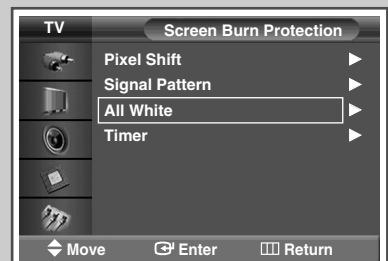 TV
Screen Burn Protection
Pixel Shift
Signal Pattern
All White
Timer
Move Enter Return